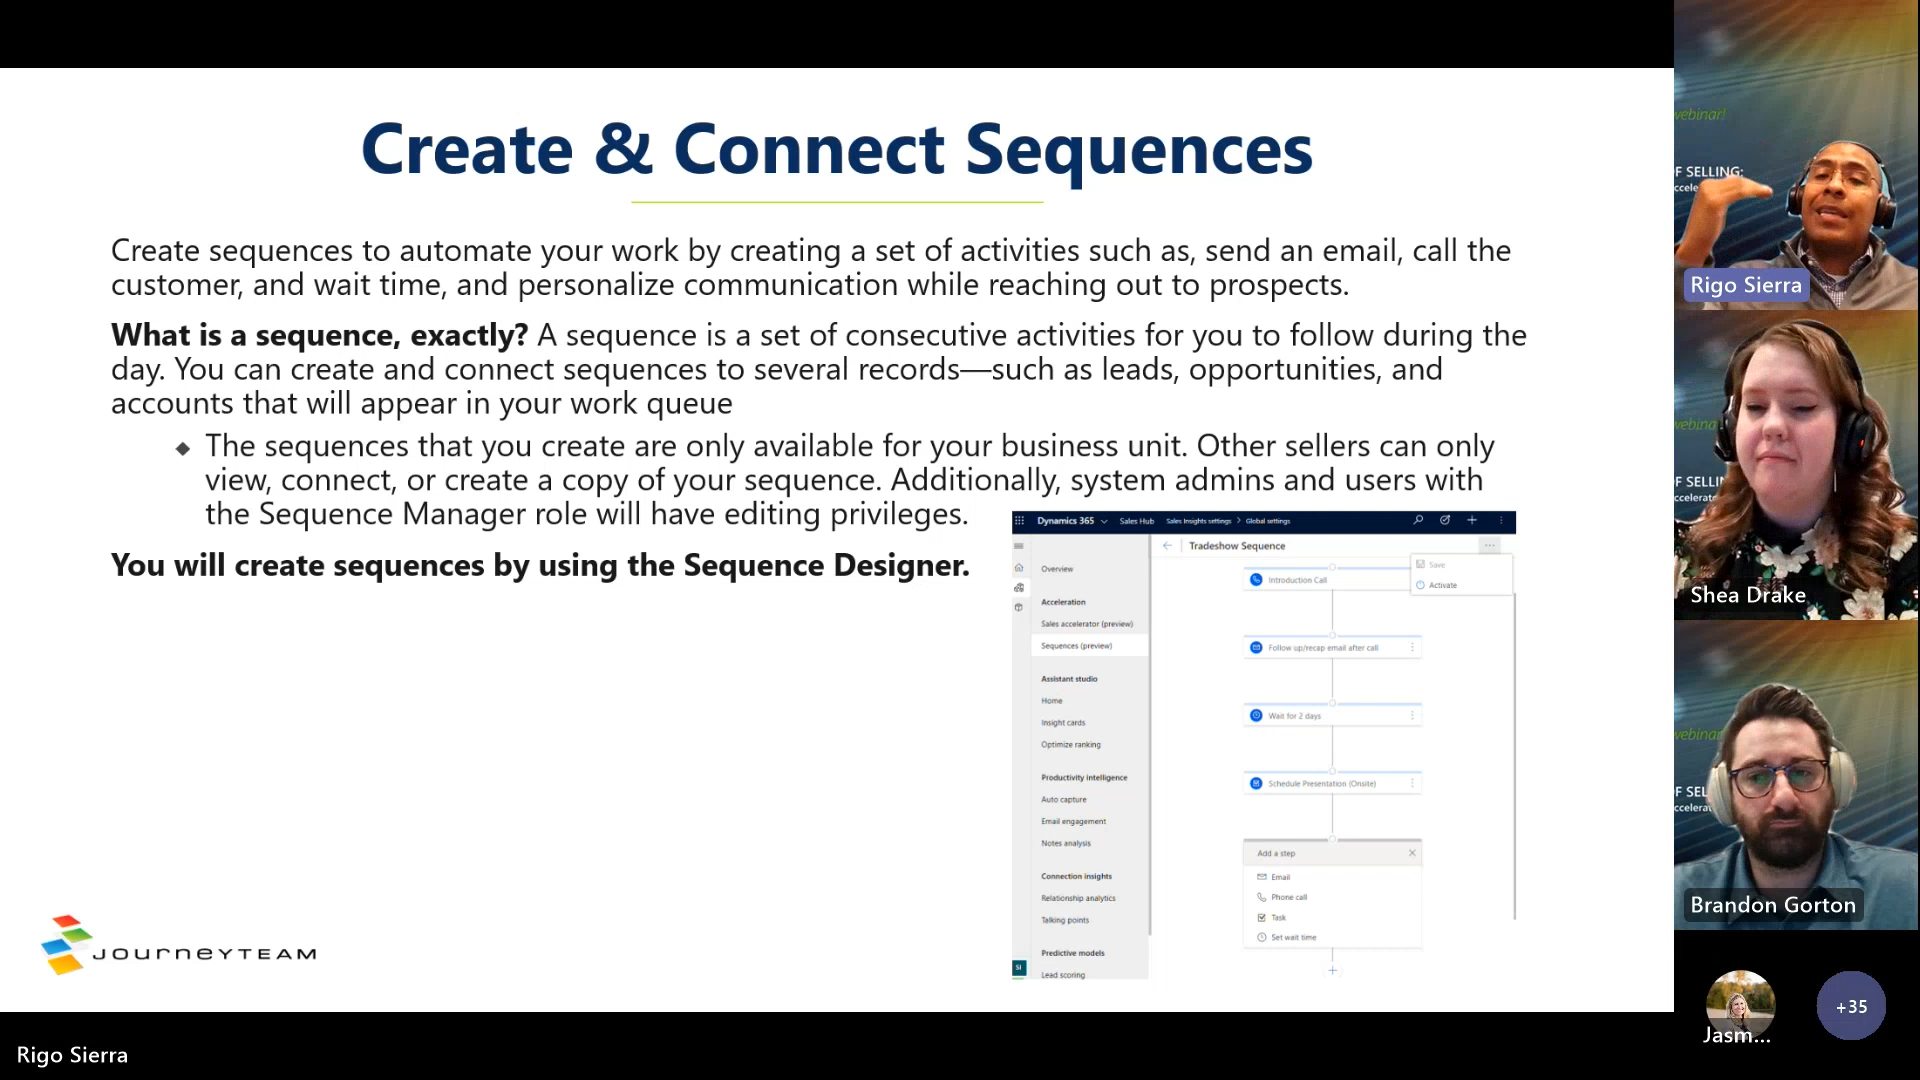 Create & Connect Sequences
Create sequences to automate your work by creating a set of activities such as, send an email, call the
customer, and wait time, and personalize communication while reaching out to prospects.
What is a sequence, exactly? A sequence is a set of consecutive activities for you to follow during the
day. You can create and connect sequences to several records—such as leads, opportunities, and
accounts that will appear in your work queue
◆ The sequences that you create are only available for your business unit. Other sellers can only
view, connect, or create a copy of your sequence. Additionally, system admins and users with
the Sequence Manager role will have editing privileges.
You will create sequences by using the Sequence Designer.
Dynamics 365 Sales Hub Sales Insights settings > Global settings
Tradeshow Sequence
Save
Activate
Overview
Acceleration
Sales accelerator (preview)
Sequences (preview)
Assistant studio
Home
Insight cards
Optimize ranking
Productivity intelligence
Auto capture
Email engagement
Notes analysis
Connection insights
Relationship analytics
Talking points
Predictive models
Lead scoring
SI
Introduction Call
Follow up/recap email after call
Wait for 2 days
Schedule Presentation (Onsite)
Add a step
Email
Phone call
Task
Set wait time
JOURNEYTEAM
Rigo Sierra
webinar!
F SELLING:
ccele
Rigo Sierra
webina
F SELLI
ccelerat
Shea Drake
webinar
F SEL
ccelera
Brandon Gorton
Jasm...
+35